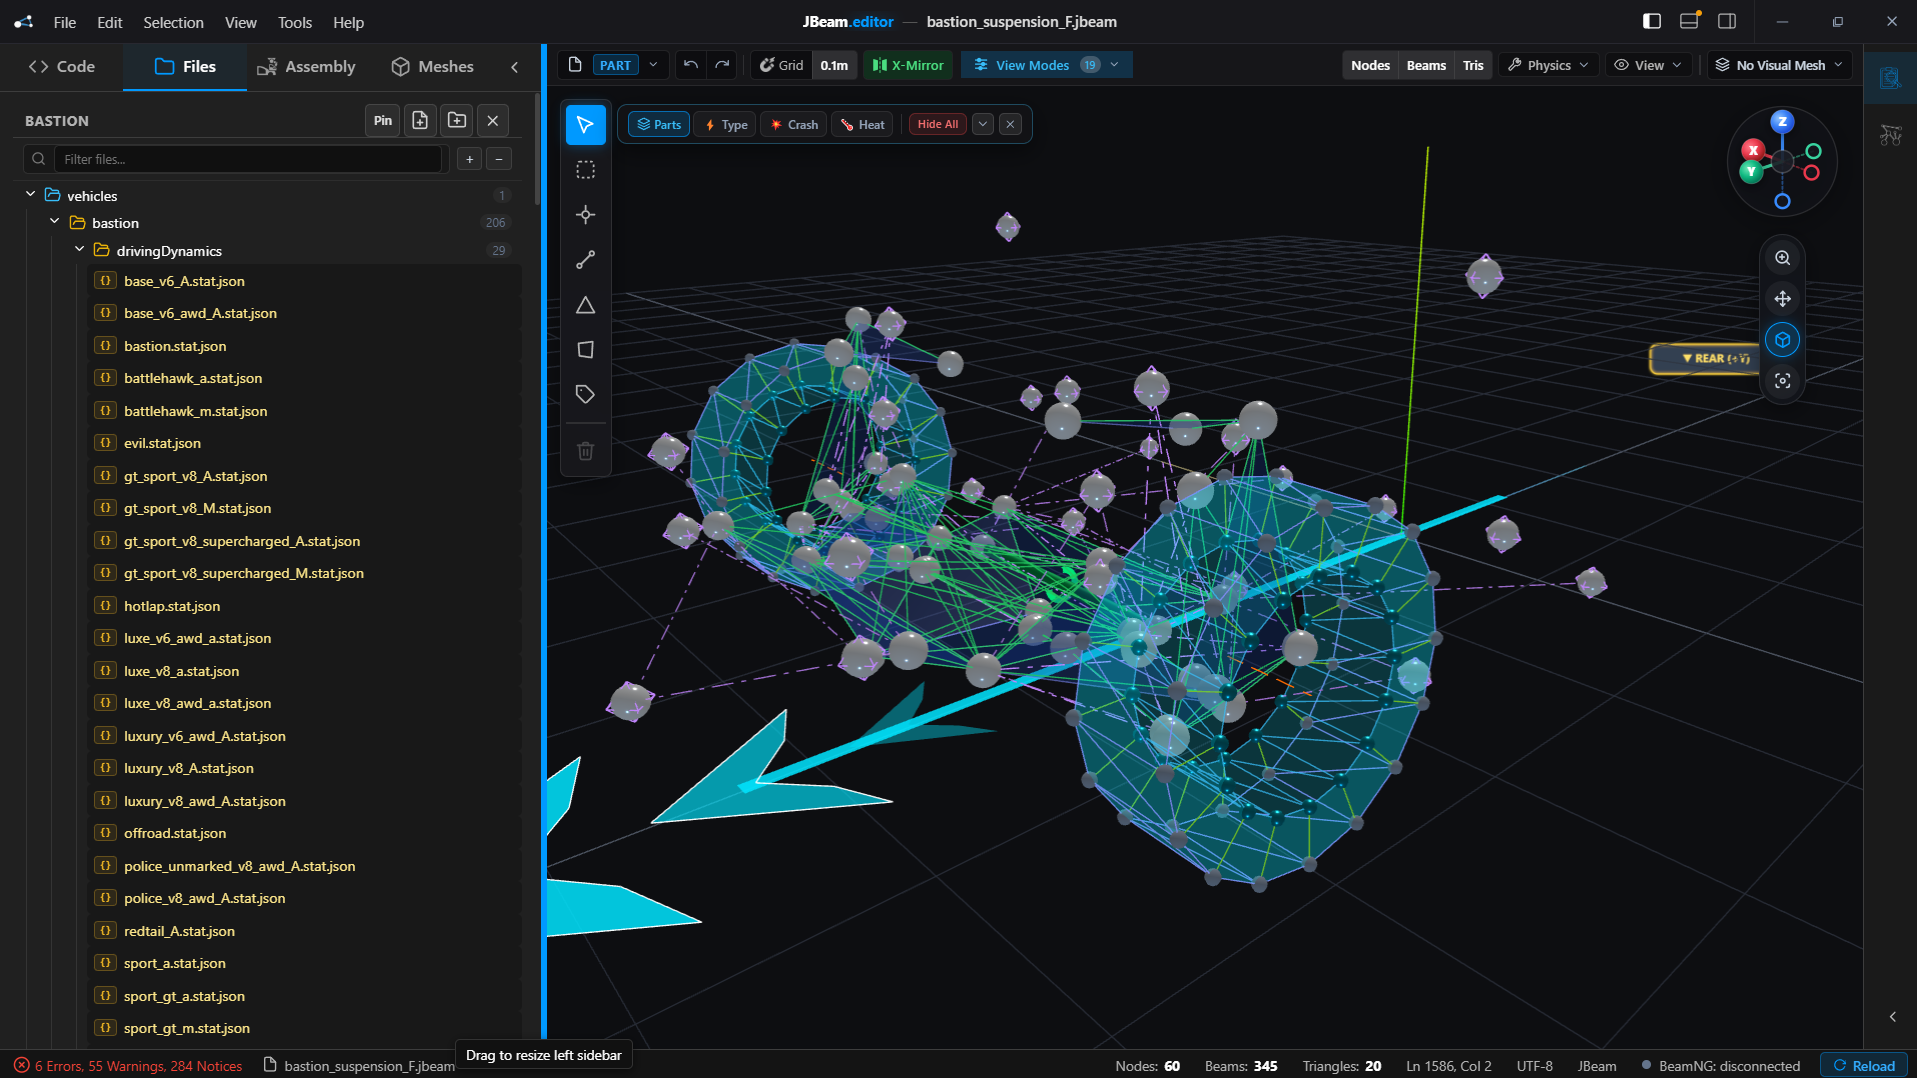 File Edit Selection View Tools Help
JBeam.editor — bastion_suspension_F.jbeam
Code Files Assembly Meshes
PART Grid 0.1m X-Mirror View Modes 19
Nodes Beams Tris Physics View No Visual Mesh
BASTION Pin
Filter files... + −
Parts Type Crash Heat Hide All
Z
X
Y
REAR (+Y)
vehicles 1
bastion 206
drivingDynamics 29
{} base_v6_A.stat.json
{} base_v6_awd_A.stat.json
{} bastion.stat.json
{} battlehawk_a.stat.json
{} battlehawk_m.stat.json
{} evil.stat.json
{} gt_sport_v8_A.stat.json
{} gt_sport_v8_M.stat.json
{} gt_sport_v8_supercharged_A.stat.json
{} gt_sport_v8_supercharged_M.stat.json
{} hotlap.stat.json
{} luxe_v6_awd_a.stat.json
{} luxe_v8_a.stat.json
{} luxe_v8_awd_a.stat.json
{} luxury_v6_awd_A.stat.json
{} luxury_v8_A.stat.json
{} luxury_v8_awd_A.stat.json
{} offroad.stat.json
{} police_unmarked_v8_awd_A.stat.json
{} police_v8_awd_A.stat.json
{} redtail_A.stat.json
{} sport_a.stat.json
{} sport_gt_a.stat.json
{} sport_gt_m.stat.json
Drag to resize left sidebar
6 Errors, 55 Warnings, 284 Notices bastion_suspension_F.jbeam
Nodes: 60 Beams: 345 Triangles: 20 Ln 1586, Col 2 UTF-8 JBeam BeamNG: disconnected Reload